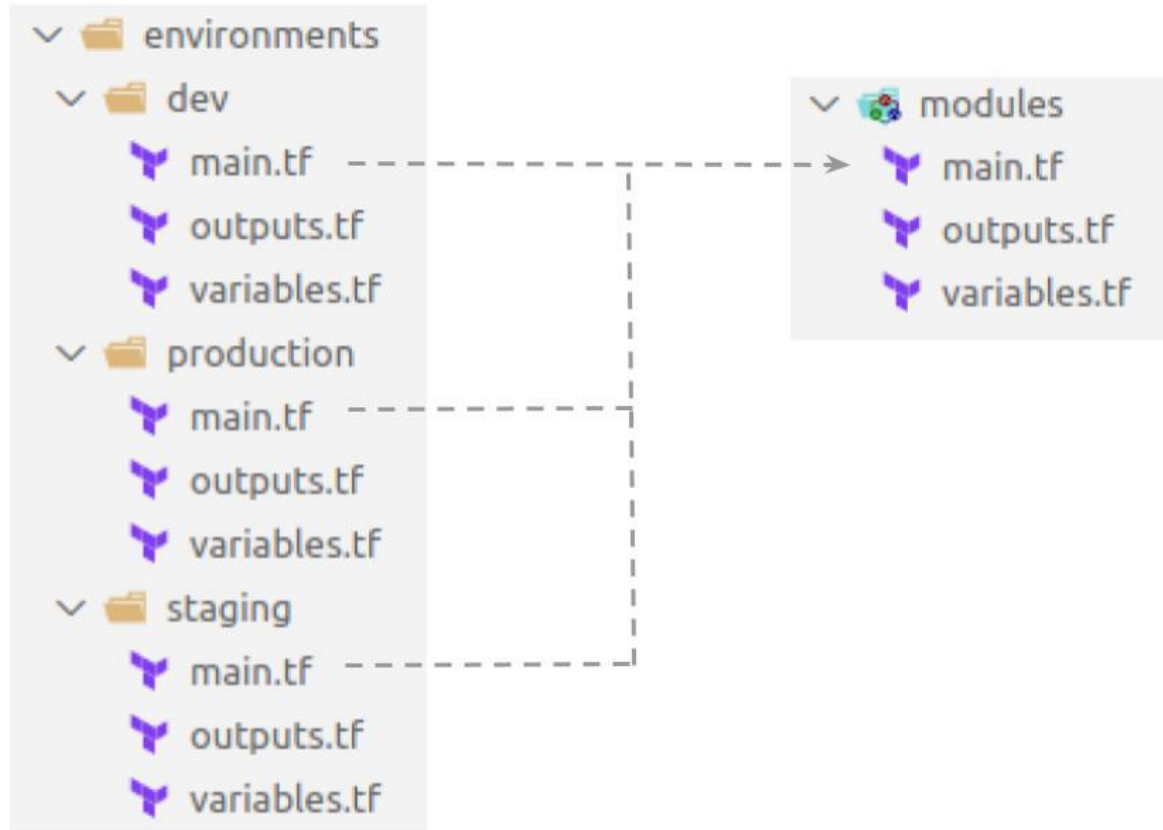 environments
dev
main.tf
outputs.tf
variables.tf
production
main.tf
outputs.tf
variables.tf
staging
main.tf
outputs.tf
variables.tf
modules
main.tf
outputs.tf
variables.tf